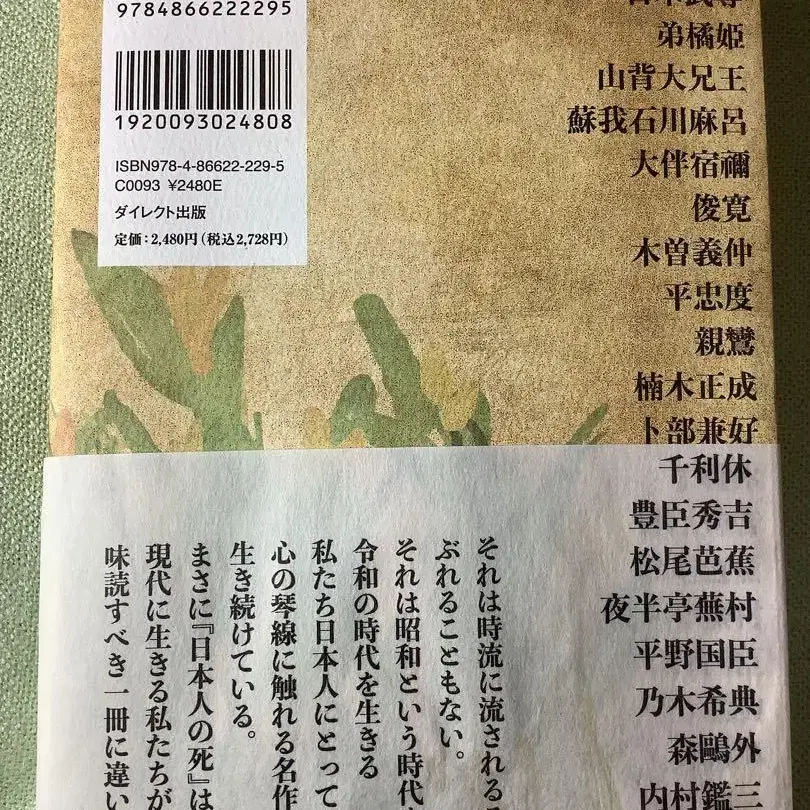 9784866222295
1920093024808
ISBN978-4-86622-229-5
C0093 ¥2480E
ダイレクト出版
定価：2,480円（税込2,728円）
弟橘姫
山背大兄王
蘇我石川麻呂
大伴宿禰
俊寛
木曽義仲
平忠度
親鸞
楠木正成
卜部兼好
千利休
豊臣秀吉
松尾芭蕉
夜半亭蕪村
平野国臣
乃木希典
森鷗外
内村鑑三
それは時流に流される
ぶれることもない。
それは昭和という時代
令和の時代を生きる
私たち日本人にとって
心の琴線に触れる名作
生き続けている。
まさに『日本人の死』は
現代に生きる私たちが
味読すべき一冊に違い